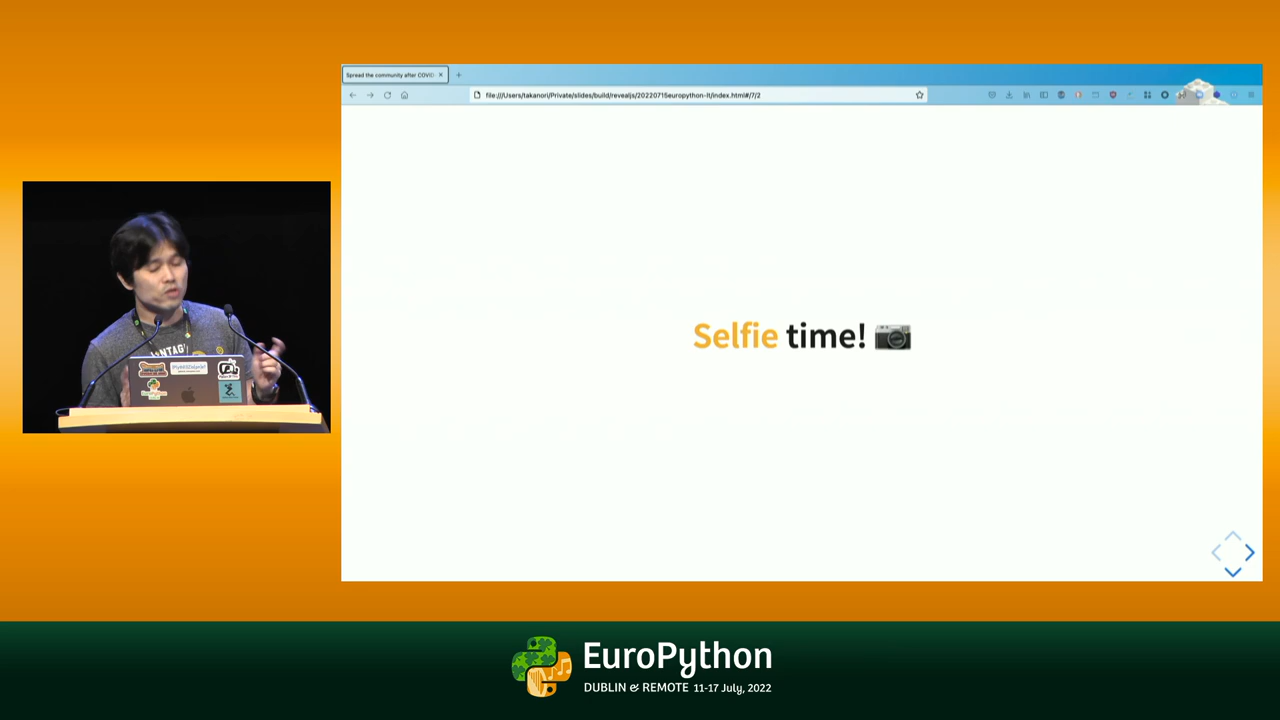 Spread the community after COVID
file:///Users/takanori/Private/slides/build/revealjs/20220715europython-lt/index.html#/7/2
Selfie time!
NTAG
EuroPython
DUBLIN & REMOTE 11-17 July, 2022